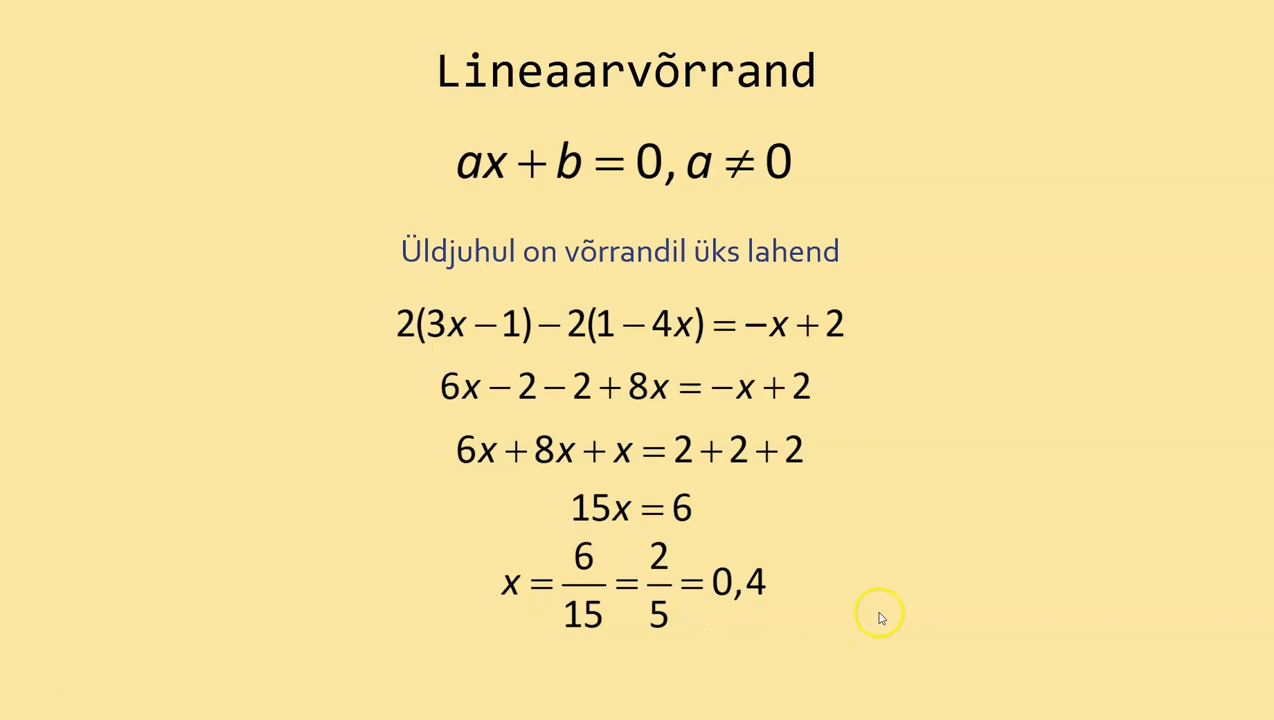 Lineaarvõrrand
ax + b = 0, a ≠ 0
Üldjuhul on võrrandil üks lahend
2(3x − 1) − 2(1 − 4x) = −x + 2
6x − 2 − 2 + 8x = −x + 2
6x + 8x + x = 2 + 2 + 2
15x = 6
x = 6/15 = 2/5 = 0,4